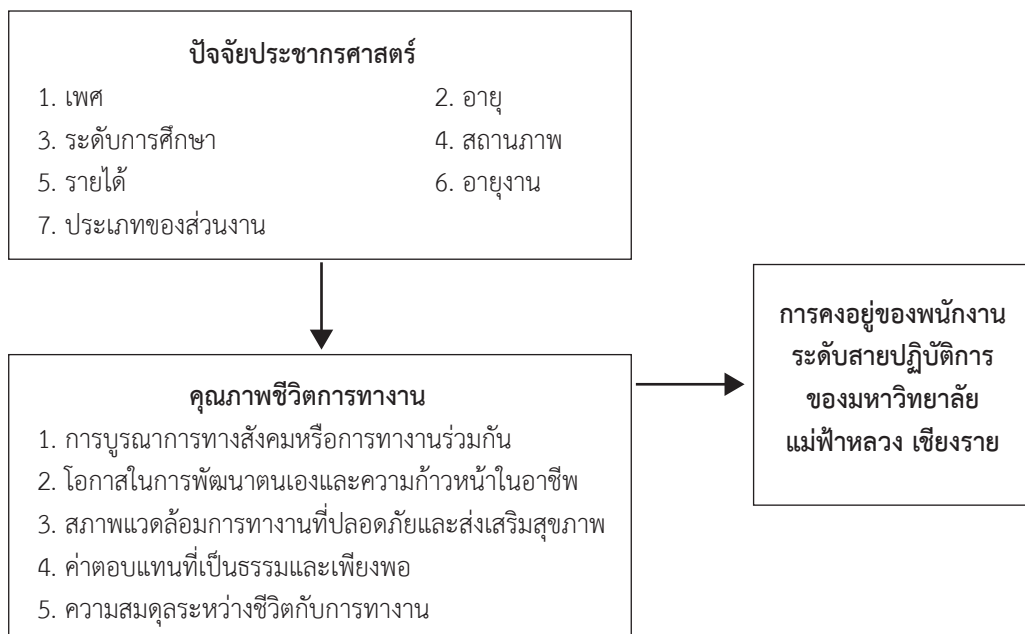 ปัจจัยประชากรศาสตร์
1. เพศ 2. อายุ
3. ระดับการศึกษา 4. สถานภาพ
5. รายได้ 6. อายุงาน
7. ประเภทของส่วนงาน
การคงอยู่ของพนักงาน
ระดับสายปฏิบัติการ
ของมหาวิทยาลัย
แม่ฟ้าหลวง เชียงราย
คุณภาพชีวิตการทางาน
1. การบูรณาการทางสังคมหรือการทางานร่วมกัน
2. โอกาสในการพัฒนาตนเองและความก้าวหน้าในอาชีพ
3. สภาพแวดล้อมการทางานที่ปลอดภัยและส่งเสริมสุขภาพ
4. ค่าตอบแทนที่เป็นธรรมและเพียงพอ
5. ความสมดุลระหว่างชีวิตกับการทางาน